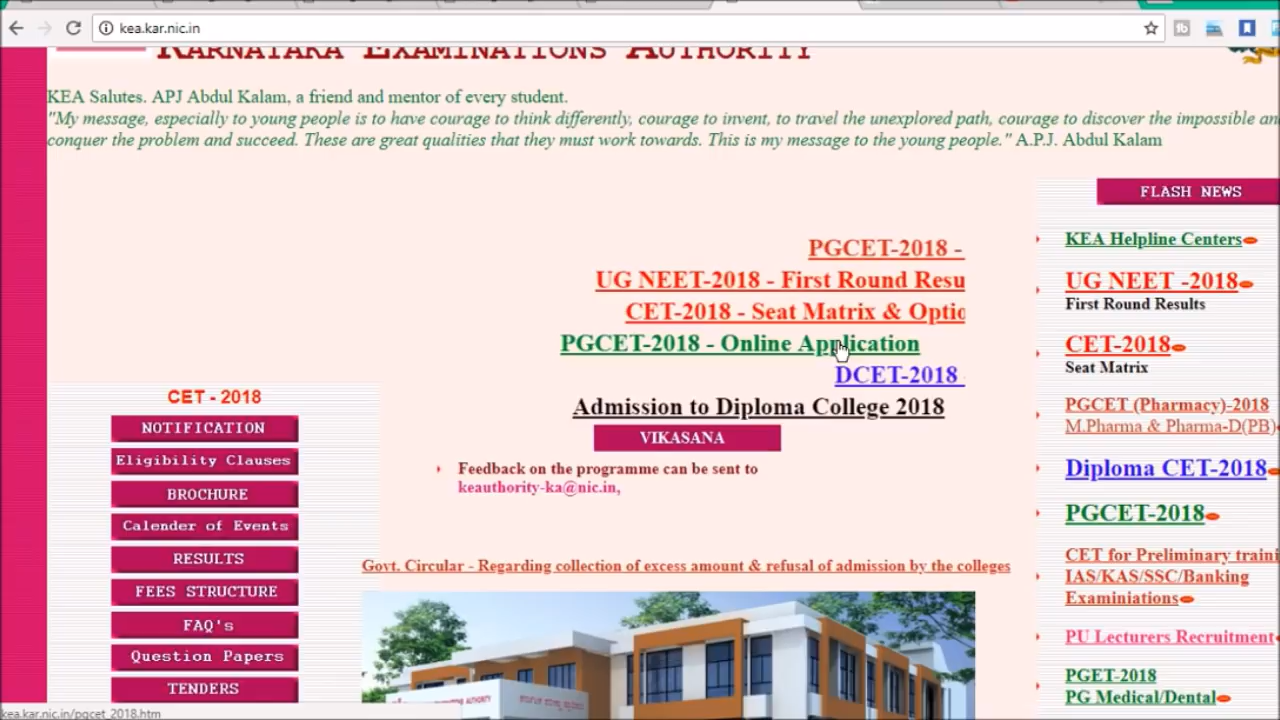 kea.kar.nic.in
KARNATAKA EXAMINATIONS AUTHORITY
KEA Salutes. APJ Abdul Kalam, a friend and mentor of every student.
"My message, especially to young people is to have courage to think differently, courage to invent, to travel the unexplored path, courage to discover the impossible an
conquer the problem and succeed. These are great qualities that they must work towards. This is my message to the young people." A.P.J. Abdul Kalam
PGCET-2018 -
UG NEET-2018 - First Round Resu
CET-2018 - Seat Matrix & Optio
PGCET-2018 - Online Application
DCET-2018
Admission to Diploma College 2018
VIKASANA
Feedback on the programme can be sent to
keauthority-ka@nic.in,
Govt. Circular - Regarding collection of excess amount & refusal of admission by the colleges
CET - 2018
NOTIFICATION
Eligibility Clauses
BROCHURE
Calender of Events
RESULTS
FEES STRUCTURE
FAQ's
Question Papers
TENDERS
FLASH NEWS
KEA Helpline Centers
UG NEET -2018
First Round Results
CET-2018
Seat Matrix
PGCET (Pharmacy)-2018
M.Pharma & Pharma-D(PB)
Diploma CET-2018
PGCET-2018
CET for Preliminary traini
IAS/KAS/SSC/Banking
Examiniations
PU Lecturers Recruitment
PGET-2018
PG Medical/Dental
kea.kar.nic.in/pgcet_2018.htm